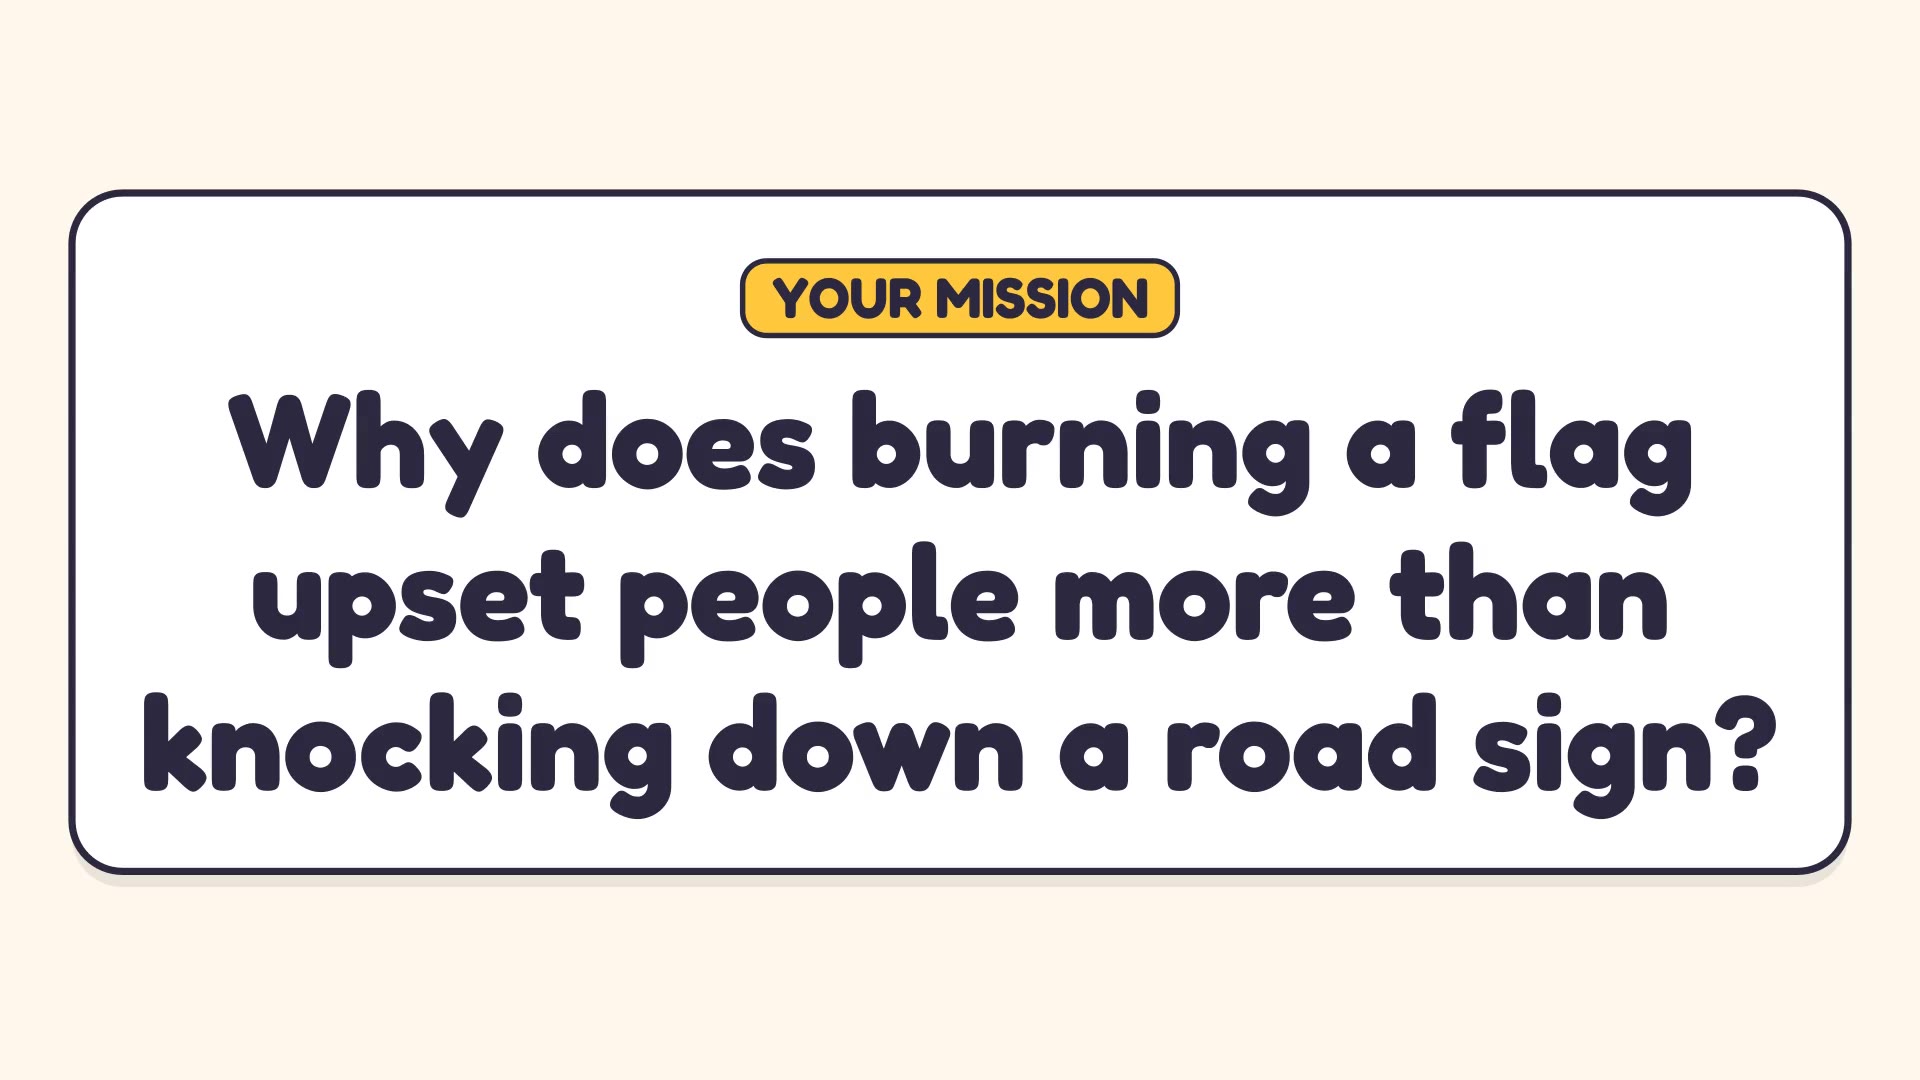 YOUR MISSION
Why does burning a flag
upset people more than
knocking down a road sign?